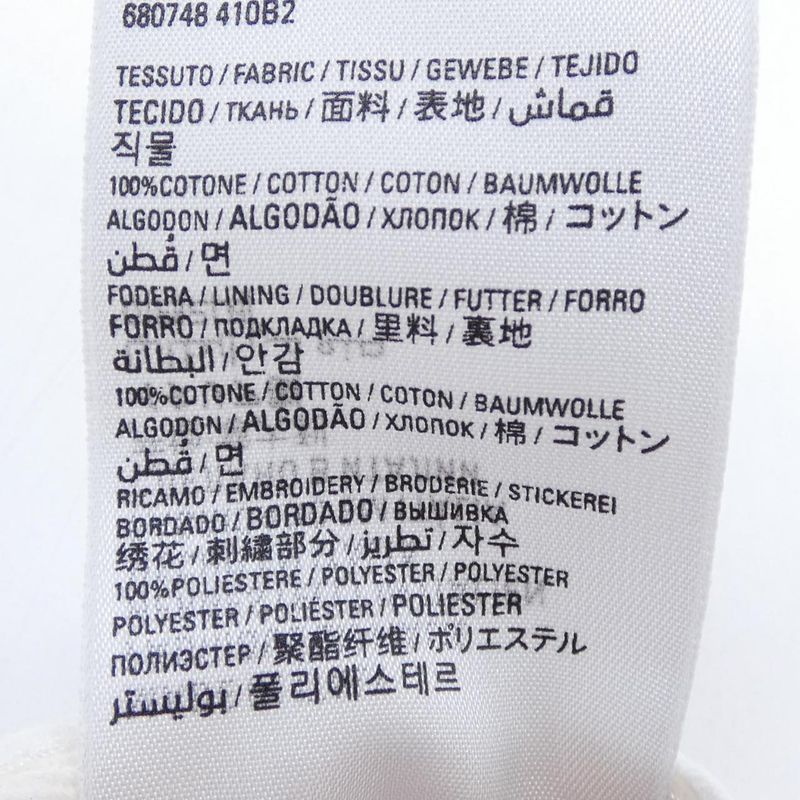 680748 410B2
TESSUTO / FABRIC / TISSU / GEWEBE / TEJIDO
TECIDO / ТКАНЬ / 面料 / 表地 / قماش
직물
100%COTONE / COTTON / COTON / BAUMWOLLE
ALGODON / ALGODÃO / ХЛОПОК / 棉 / コットン
قُطن / 면
FODERA / LINING / DOUBLURE / FUTTER / FORRO
FORRO / ПОДКЛАДКА / 里料 / 裏地
البطانة / 안감
100%COTONE / COTTON / COTON / BAUMWOLLE
ALGODON / ALGODÃO / ХЛОПОК / 棉 / コットン
قُطن / 면
RICAMO / EMBROIDERY / BRODERIE / STICKEREI
BORDADO / BORDADO / ВЫШИВКА
绣花 / 刺繍部分 / تطريز / 자수
100%POLIESTERE / POLYESTER / POLYESTER
POLYESTER / POLIÉSTER / POLIESTER
ПОЛИЭСТЕР / 聚酯纤维 / ポリエステル
بوليستر / 폴리에스테르